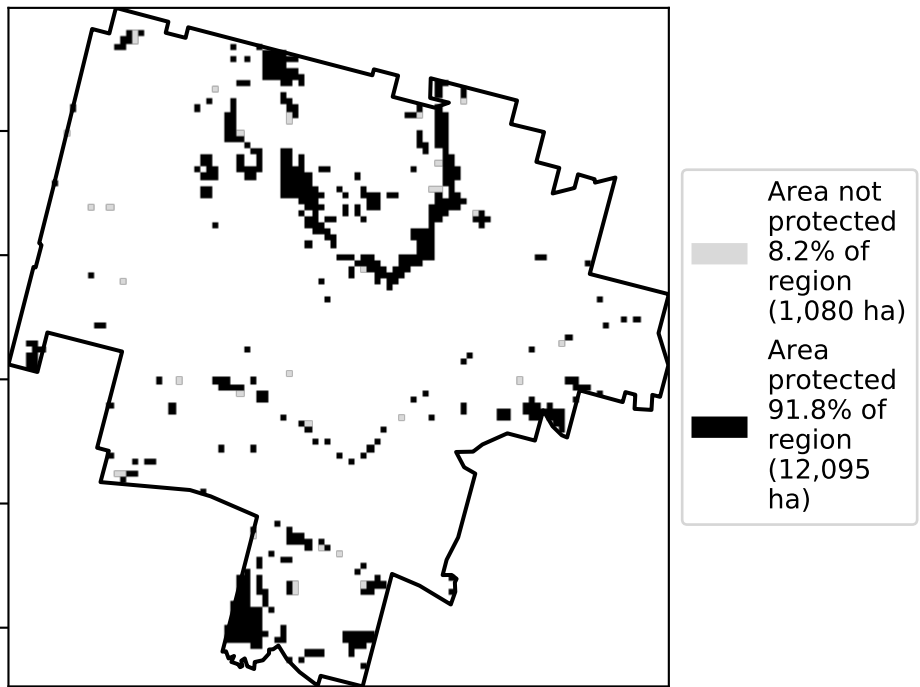 Area not
protected
8.2% of
region
(1,080 ha)
Area
protected
91.8% of
region
(12,095
ha)